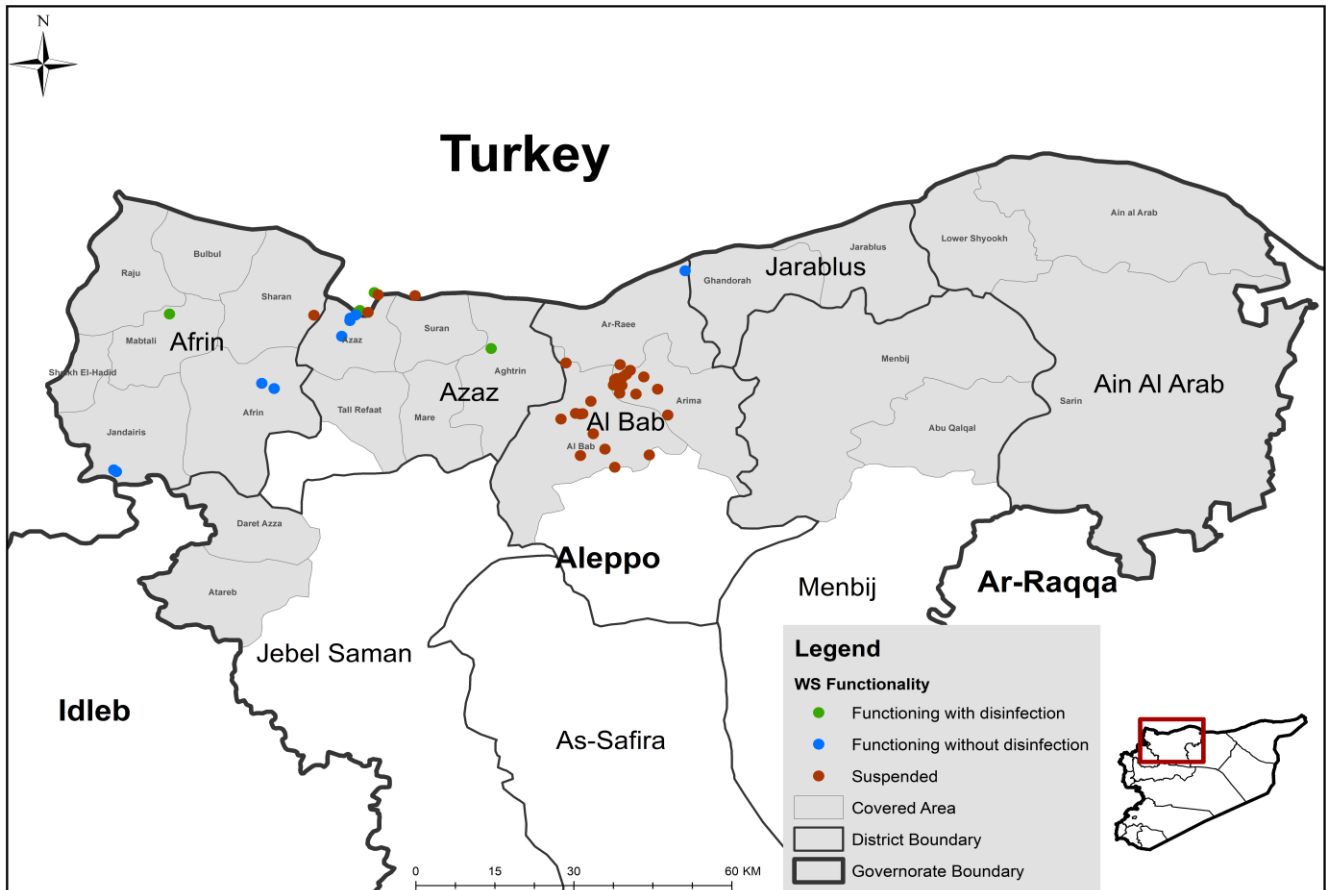 N
Turkey
Ain al Arab
Bulbul
Lower Shyookh
Jarablus
Raju
Jarablus
Ghandorah
Sharan
Ar-Raee
Suran
Azaz
Mabtali
Afrin
Menbij
Sheikh El-Hadid
Aghtrin
Ain Al Arab
Azaz
Sarin
Arima
Afrin
Tall Refaat
Mare
Al Bab
Abu Qalqal
Jandairis
Al Bab
Daret Azza
Aleppo
Menbij
Ar-Raqqa
Atareb
Jebel Saman
Idleb
As-Safira
Legend
WS Functionality
Functioning with disinfection
Functioning without disinfection
Suspended
Covered Area
District Boundary
Governorate Boundary
0 15 30 60 KM